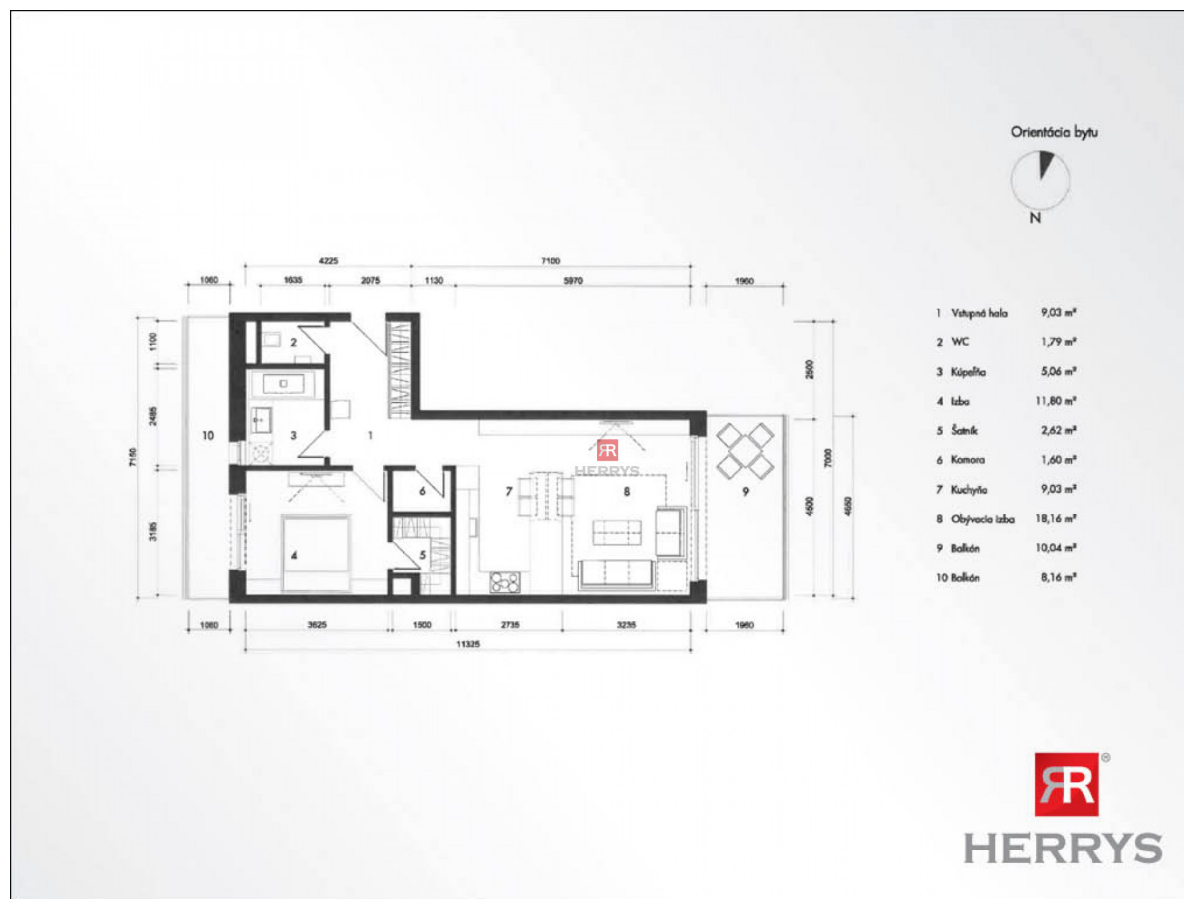 Orientácia bytu
N
4225
7100
1060
1635
2075
1130
5970
1960
1100
2485
3185
7150
2
3
1
10
4
5
6
7
8
9
RR
HERRYS
2500
4500
7000
4650
1060
3625
1500
2735
3235
1960
11325
1 Vstupná hala 9,03 m²
2 WC 1,79 m²
3 Kúpeľňa 5,06 m²
4 Izba 11,80 m²
5 Šatník 2,62 m²
6 Komora 1,60 m²
7 Kuchyňa 9,03 m²
8 Obývacia izba 18,16 m²
9 Balkón 10,04 m²
10 Balkón 8,16 m²
RR ®
HERRYS